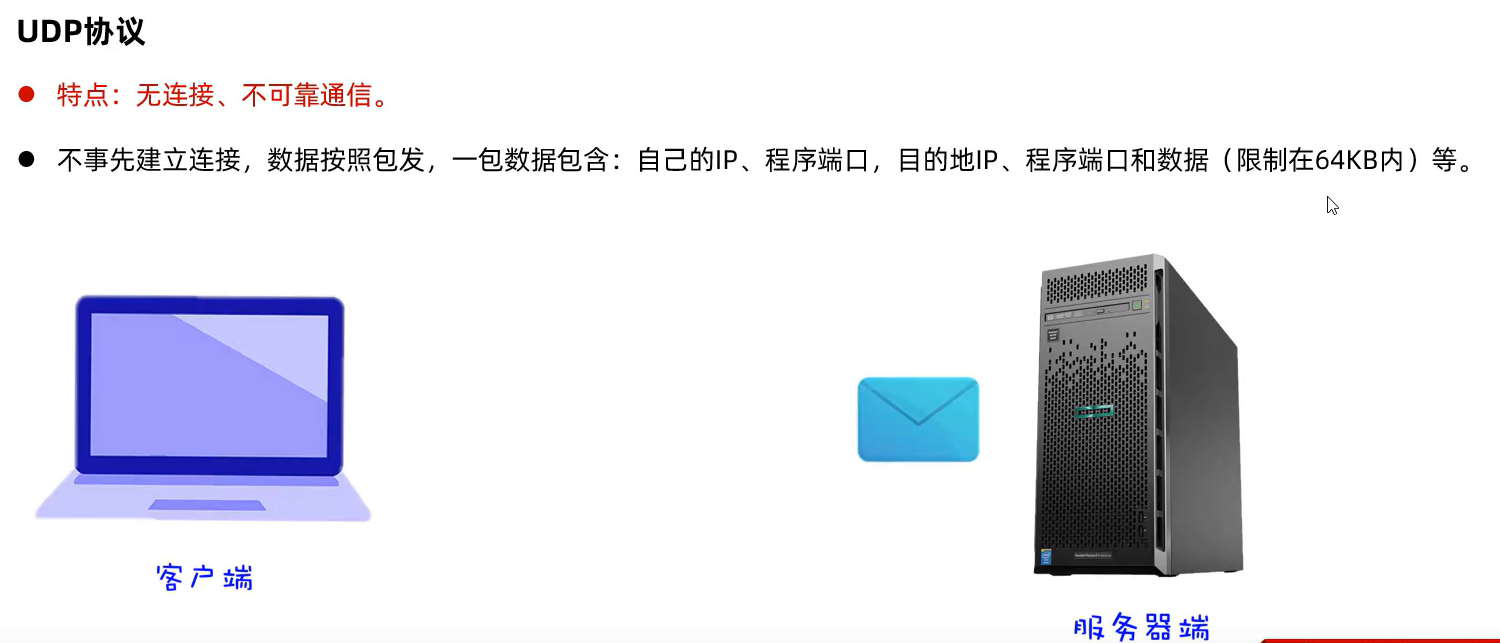 UDP协议
特点：无连接、不可靠通信。
不事先建立连接，数据按照包发，一包数据包含：自己的IP、程序端口，目的地IP、程序端口和数据（限制在64KB内）等。
客户端
服务器端